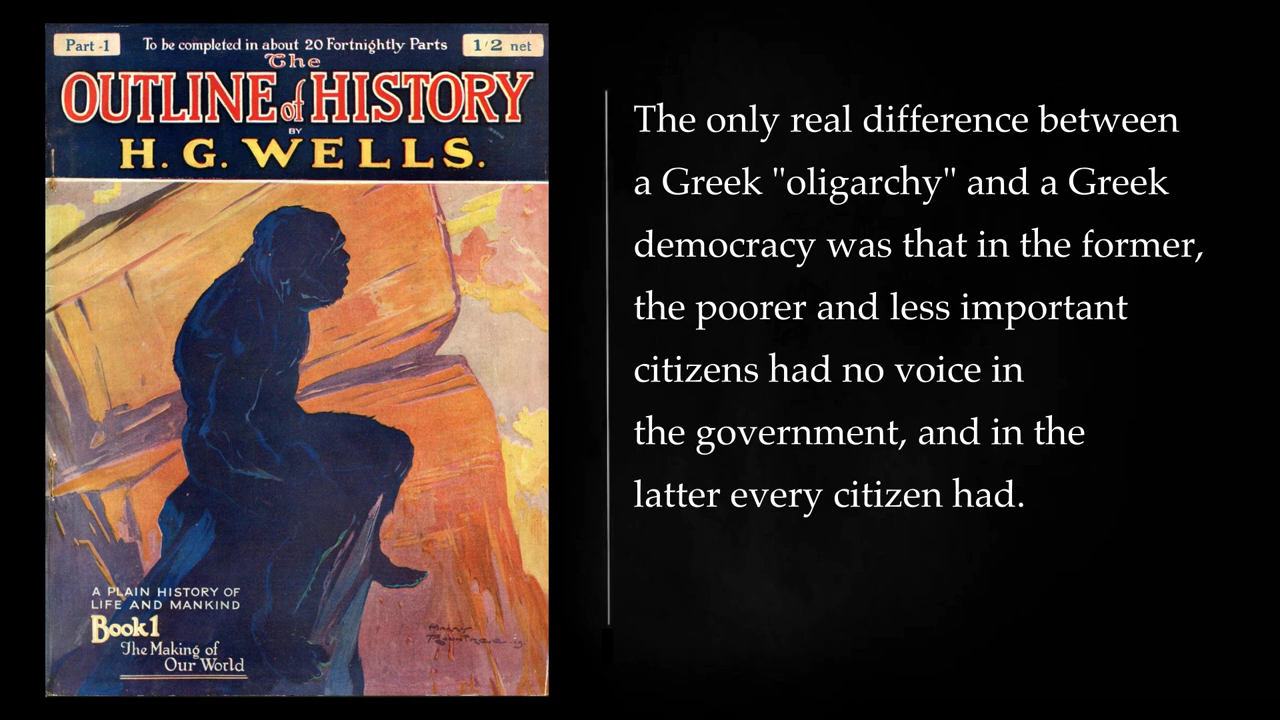 Part -1
To be completed in about 20 Fortnightly Parts
1/2 net
The
OUTLINE of HISTORY
BY
H. G. WELLS.
A PLAIN HISTORY OF
LIFE AND MANKIND
Book 1
The Making of
Our World
The only real difference between
a Greek "oligarchy" and a Greek
democracy was that in the former,
the poorer and less important
citizens had no voice in
the government, and in the
latter every citizen had.